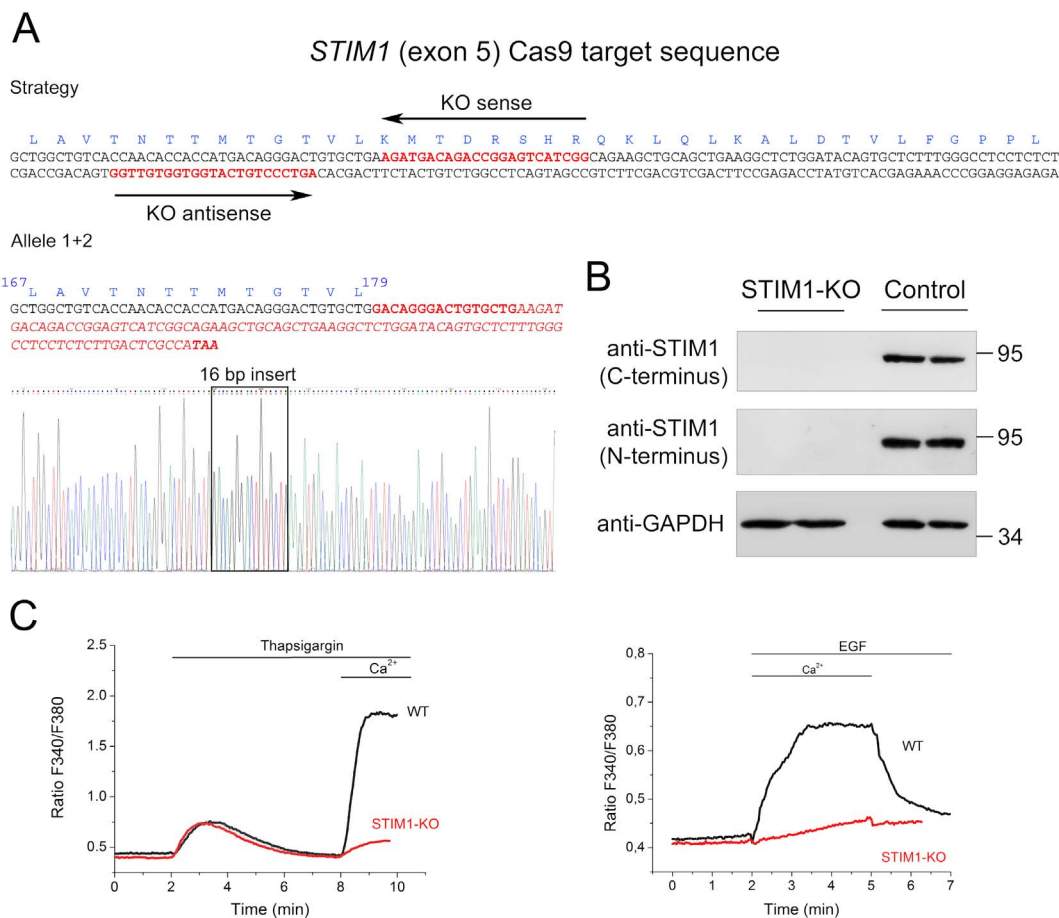 A
STIM1 (exon 5) Cas9 target sequence
Strategy
KO sense
L A V T N T T M T G T V L K M T D R S H R Q K L Q L K A L D T V L F G P P L
GCTGGCTGTCACCAACACCACCATGACAGGGACTGTGCTGAAGATGACAGACCGGAGTCATCGGCAGAAGCTGCAGCTGAAGGCTCTGGATACAGTGCTCTTTGGGCCTCCTCTCT
CGACCGACAGTGGTTGTGGTGGTACTGTCCCTGACACGACTTCTACTGTCTGGCCTCAGTAGCCGTCTTCGACGTCGACTTCCGAGACCTATGTCACGAGAAACCCGGAGGAGAGA
KO antisense
Allele 1+2
167 L A V T N T T M T G T V L 179
GCTGGCTGTCACCAACACCACCATGACAGGGACTGTGCTGGACAGGGACTGTGCTGAAGAT
GACAGACCGGAGTCATCGGCAGAAGCTGCAGCTGAAGGCTCTGGATACAGTGCTCTTTGGG
CCTCCTCTCTTGACTCGCCATAA
16 bp insert
B
STIM1-KO Control
anti-STIM1
(C-terminus)
95
anti-STIM1
(N-terminus)
95
anti-GAPDH
34
C
Thapsigargin
Ca2+
WT
STIM1-KO
Ratio F340/F380
2.5
2.0
1.5
1.0
0.5
0 2 4 6 8 10
Time (min)
EGF
Ca2+
WT
STIM1-KO
Ratio F340/F380
0,8
0,7
0,6
0,5
0,4
0 1 2 3 4 5 6 7
Time (min)